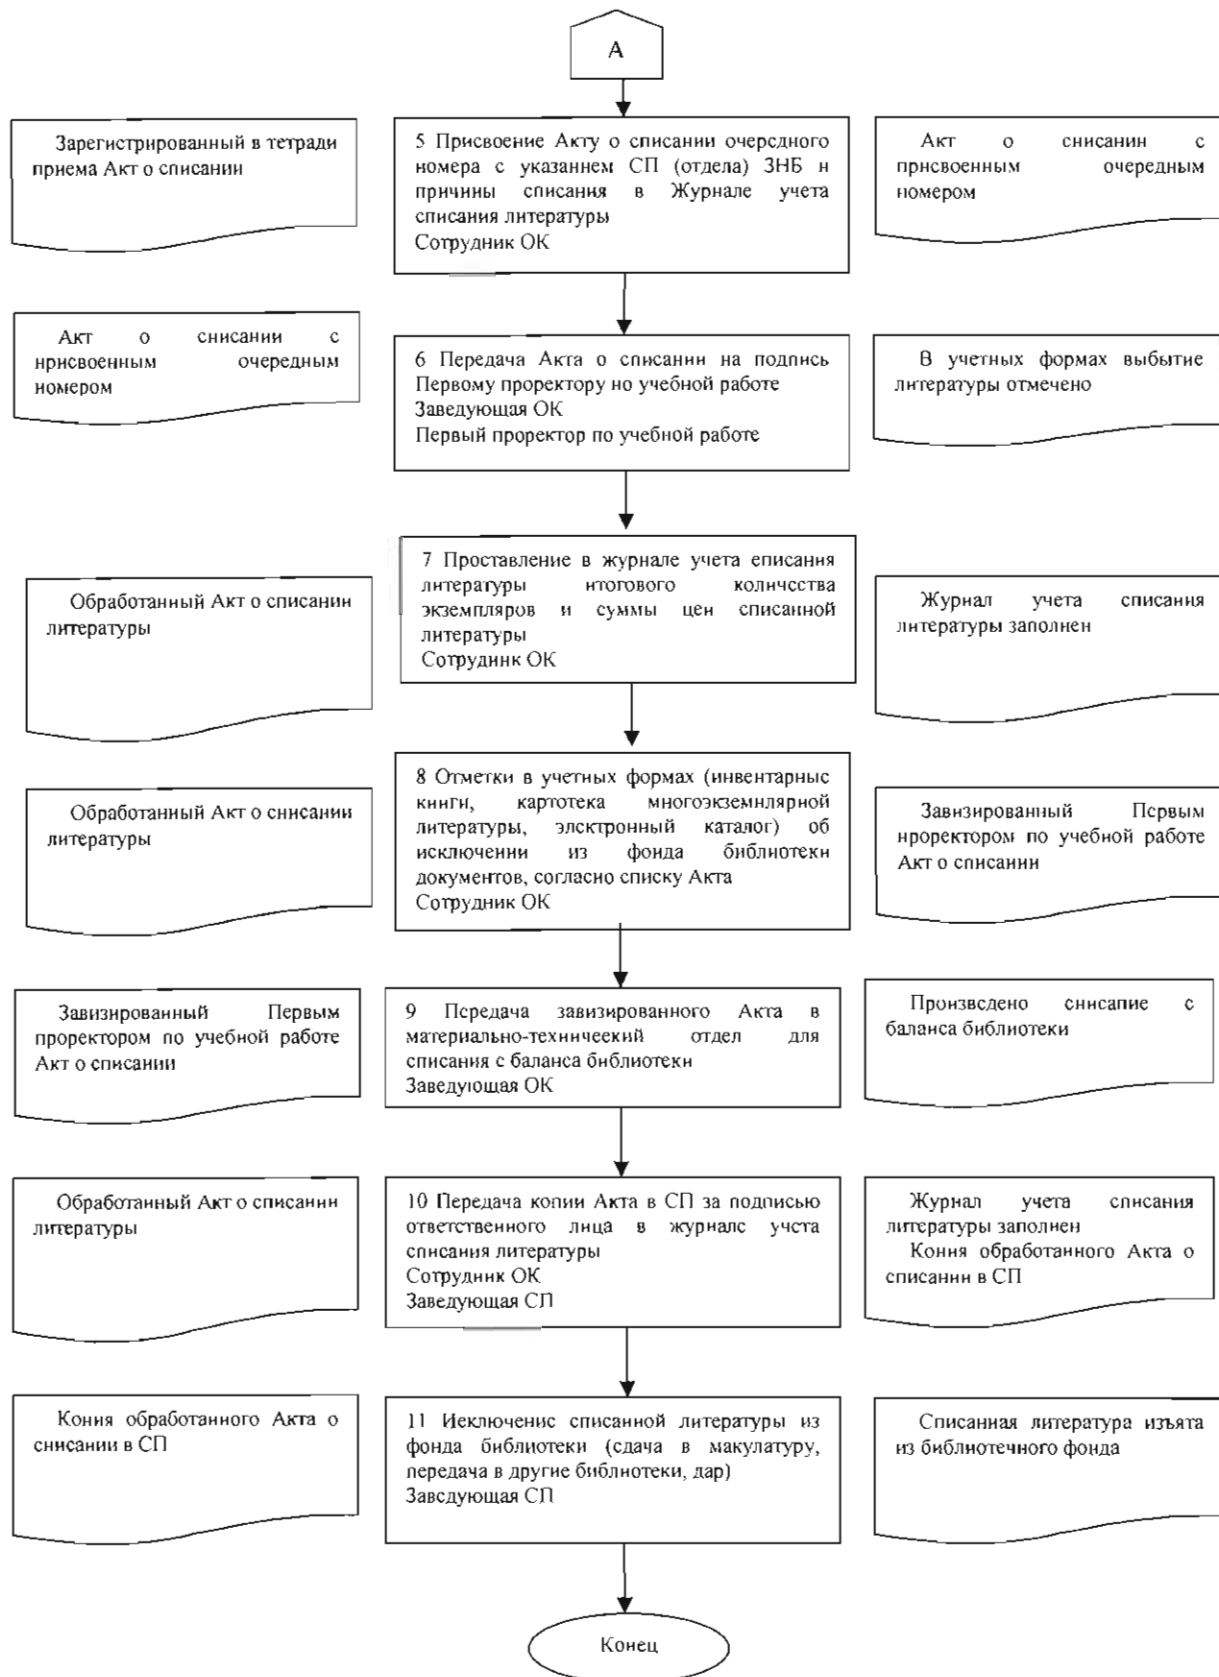 А
Зарегистрированный в тетради
приема Акт о списании
5 Присвоение Акту о списании очередного
номера с указанием СП (отдела) ЗНБ и
причины списания в Журнале учета
списания литературы
Сотрудник ОК
Акт о списании с
присвоенным очередным
номером
Акт о списании с
присвоенным очередным
номером
6 Передача Акта о списании на подпись
Первому проректору по учебной работе
Заведующая ОК
Первый проректор по учебной работе
В учетных формах выбытие
литературы отмечено
Обработанный Акт о списании
литературы
7 Проставление в журнале учета списания
литературы итогового количества
экземпляров и суммы цен списанной
литературы
Сотрудник ОК
Журнал учета списания
литературы заполнен
Обработанный Акт о списании
литературы
8 Отметки в учетных формах (инвентарные
книги, картотека многоэкземплярной
литературы, электронный каталог) об
исключении из фонда библиотеки
документов, согласно списку Акта
Сотрудник ОК
Завизированный Первым
проректором по учебной работе
Акт о списании
Завизированный Первым
проректором по учебной работе
Акт о списании
9 Передача завизированного Акта в
материально-технический отдел для
списания с баланса библиотеки
Заведующая ОК
Произведено списание с
баланса библиотеки
Обработанный Акт о списании
литературы
10 Передача копии Акта в СП за подписью
ответственного лица в журнале учета
списания литературы
Сотрудник ОК
Заведующая СП
Журнал учета списания
литературы заполнен
Копия обработанного Акта о
списании в СП
Копия обработанного Акта о
списании в СП
11 Исключение списанной литературы из
фонда библиотеки (сдача в макулатуру,
передача в другие библиотеки, дар)
Заведующая СП
Списанная литература изъята
из библиотечного фонда
Конец